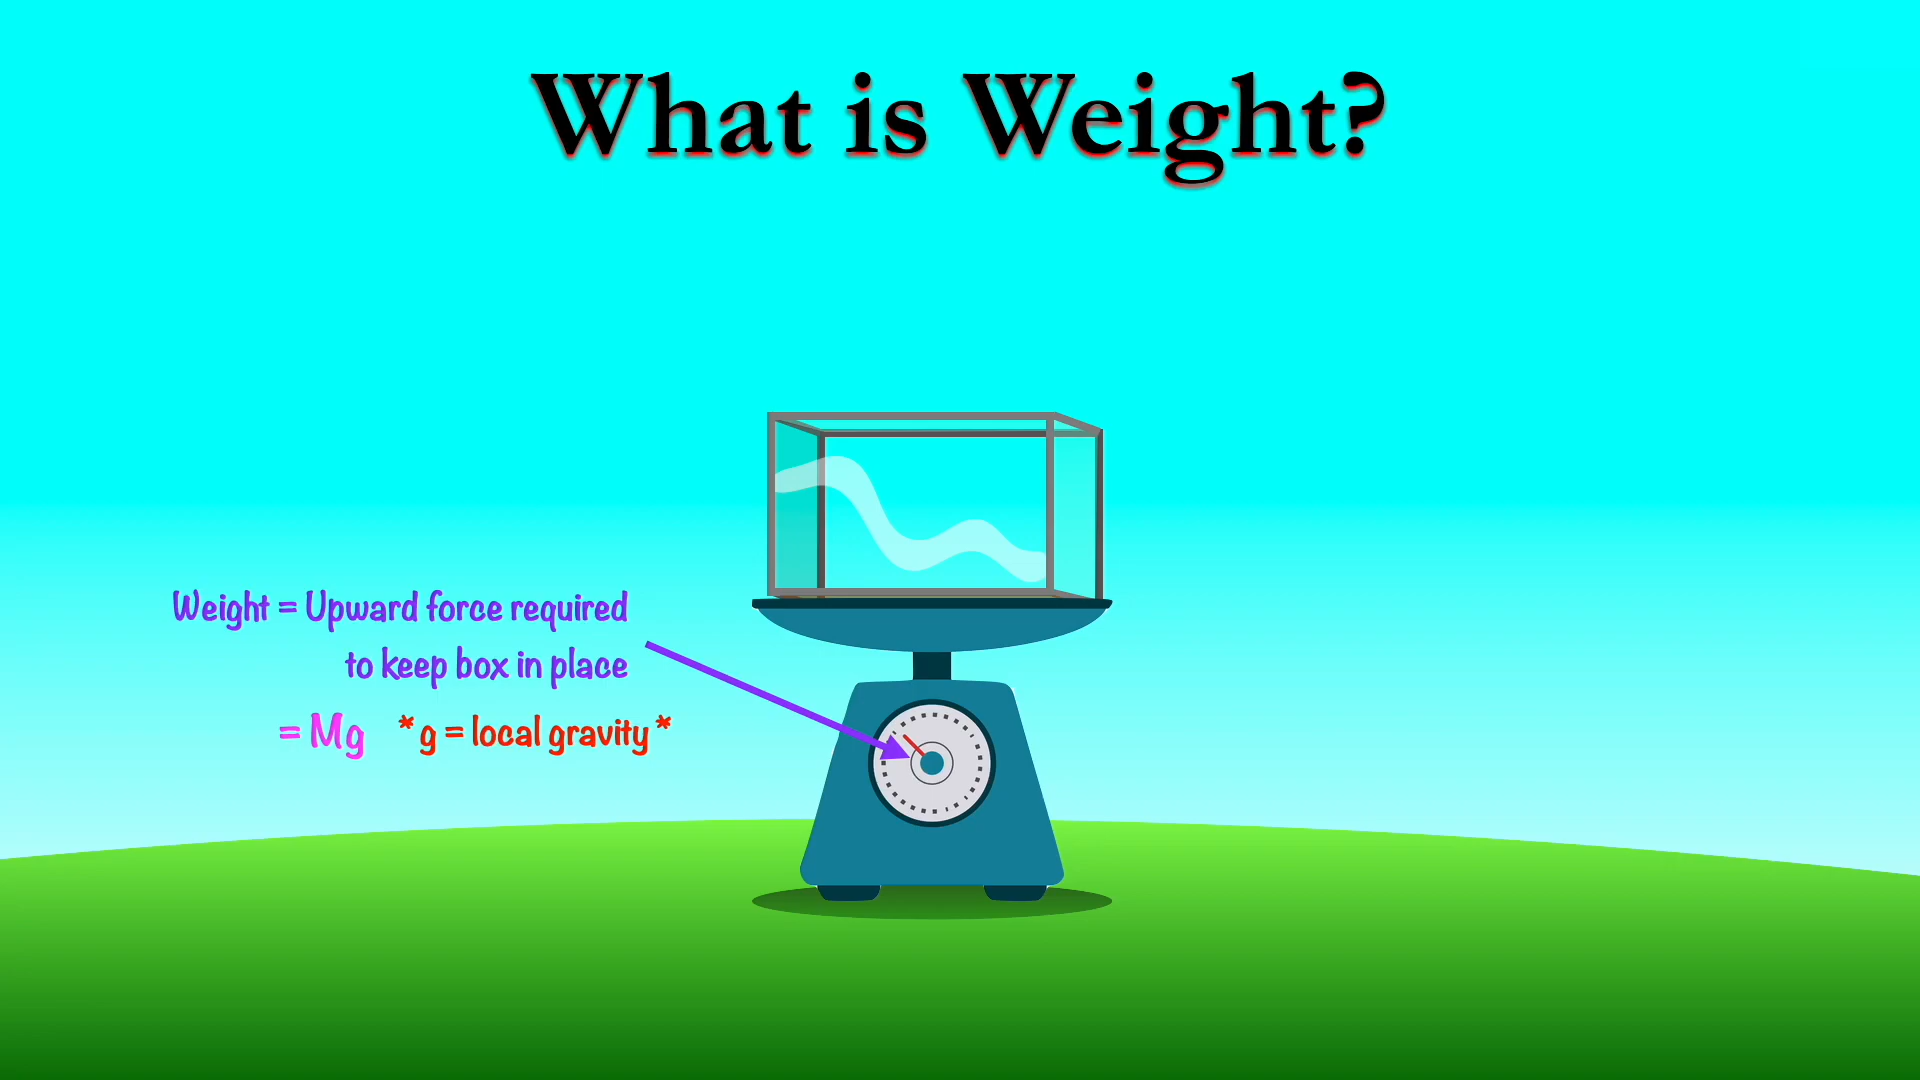 What is Weight?
Weight = Upward force required
to keep box in place
= Mg *g = local gravity*